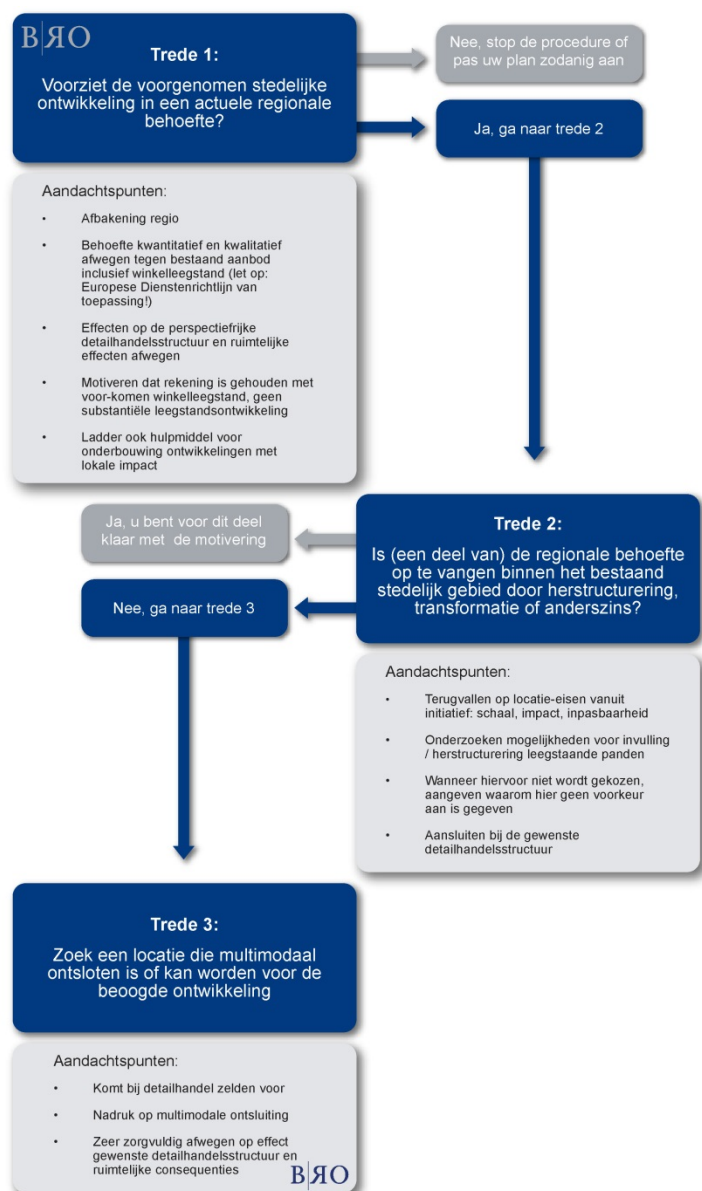 BRO
Trede 1:
Voorziet de voorgenomen stedelijke
ontwikkeling in een actuele regionale
behoefte?
Nee, stop de procedure of
pas uw plan zodanig aan
Ja, ga naar trede 2
Aandachtspunten:
• Afbakening regio
• Behoefte kwantitatief en kwalitatief
afwegen tegen bestaand aanbod
inclusief winkelleegstand (let op:
Europese Dienstenrichtlijn van
toepassing!)
• Effecten op de perspectiefrijke
detailhandelsstructuur en ruimtelijke
effecten afwegen
• Motiveren dat rekening is gehouden met
voor-komen winkelleegstand, geen
substantiële leegstandsontwikkeling
• Ladder ook hulpmiddel voor
onderbouwing ontwikkelingen met
lokale impact
Ja, u bent voor dit deel
klaar met de motivering
Nee, ga naar trede 3
Trede 2:
Is (een deel van) de regionale behoefte
op te vangen binnen het bestaand
stedelijk gebied door herstructurering,
transformatie of anderszins?
Aandachtspunten:
• Terugvallen op locatie-eisen vanuit
initiatief: schaal, impact, inpasbaarheid
• Onderzoeken mogelijkheden voor invulling
/ herstructurering leegstaande panden
• Wanneer hiervoor niet wordt gekozen,
aangeven waarom hier geen voorkeur
aan is gegeven
• Aansluiten bij de gewenste
detailhandelsstructuur
Trede 3:
Zoek een locatie die multimodaal
ontsloten is of kan worden voor de
beoogde ontwikkeling
Aandachtspunten:
• Komt bij detailhandel zelden voor
• Nadruk op multimodale ontsluiting
• Zeer zorgvuldig afwegen op effect
gewenste detailhandelsstructuur en
ruimtelijke consequenties
BRO